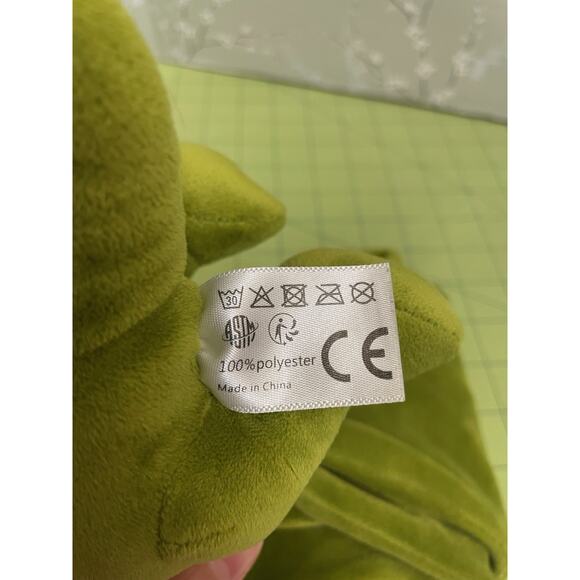 30
ASTM
100%polyester
Made in China
CE